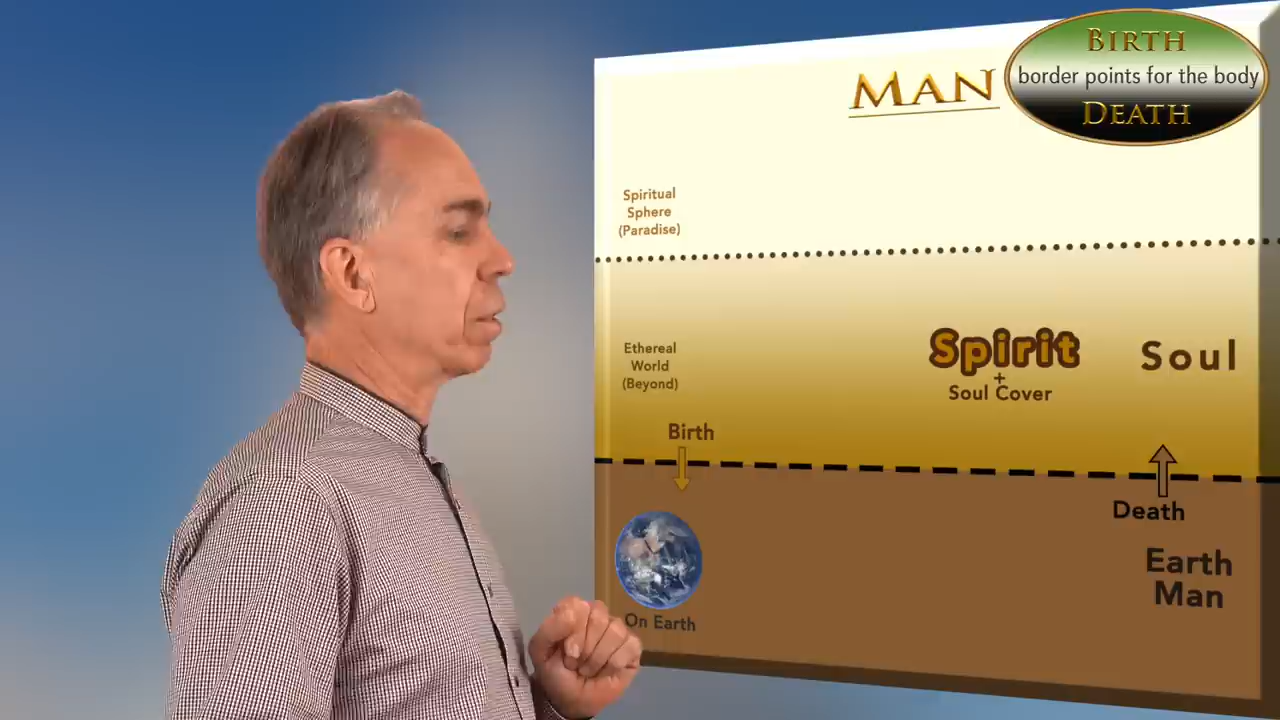 BIRTH
border points for the body
DEATH
MAN
Spiritual
Sphere
(Paradise)
Ethereal
World
(Beyond)
Spirit
+
Soul Cover
Soul
Birth
Death
Earth
Man
On Earth